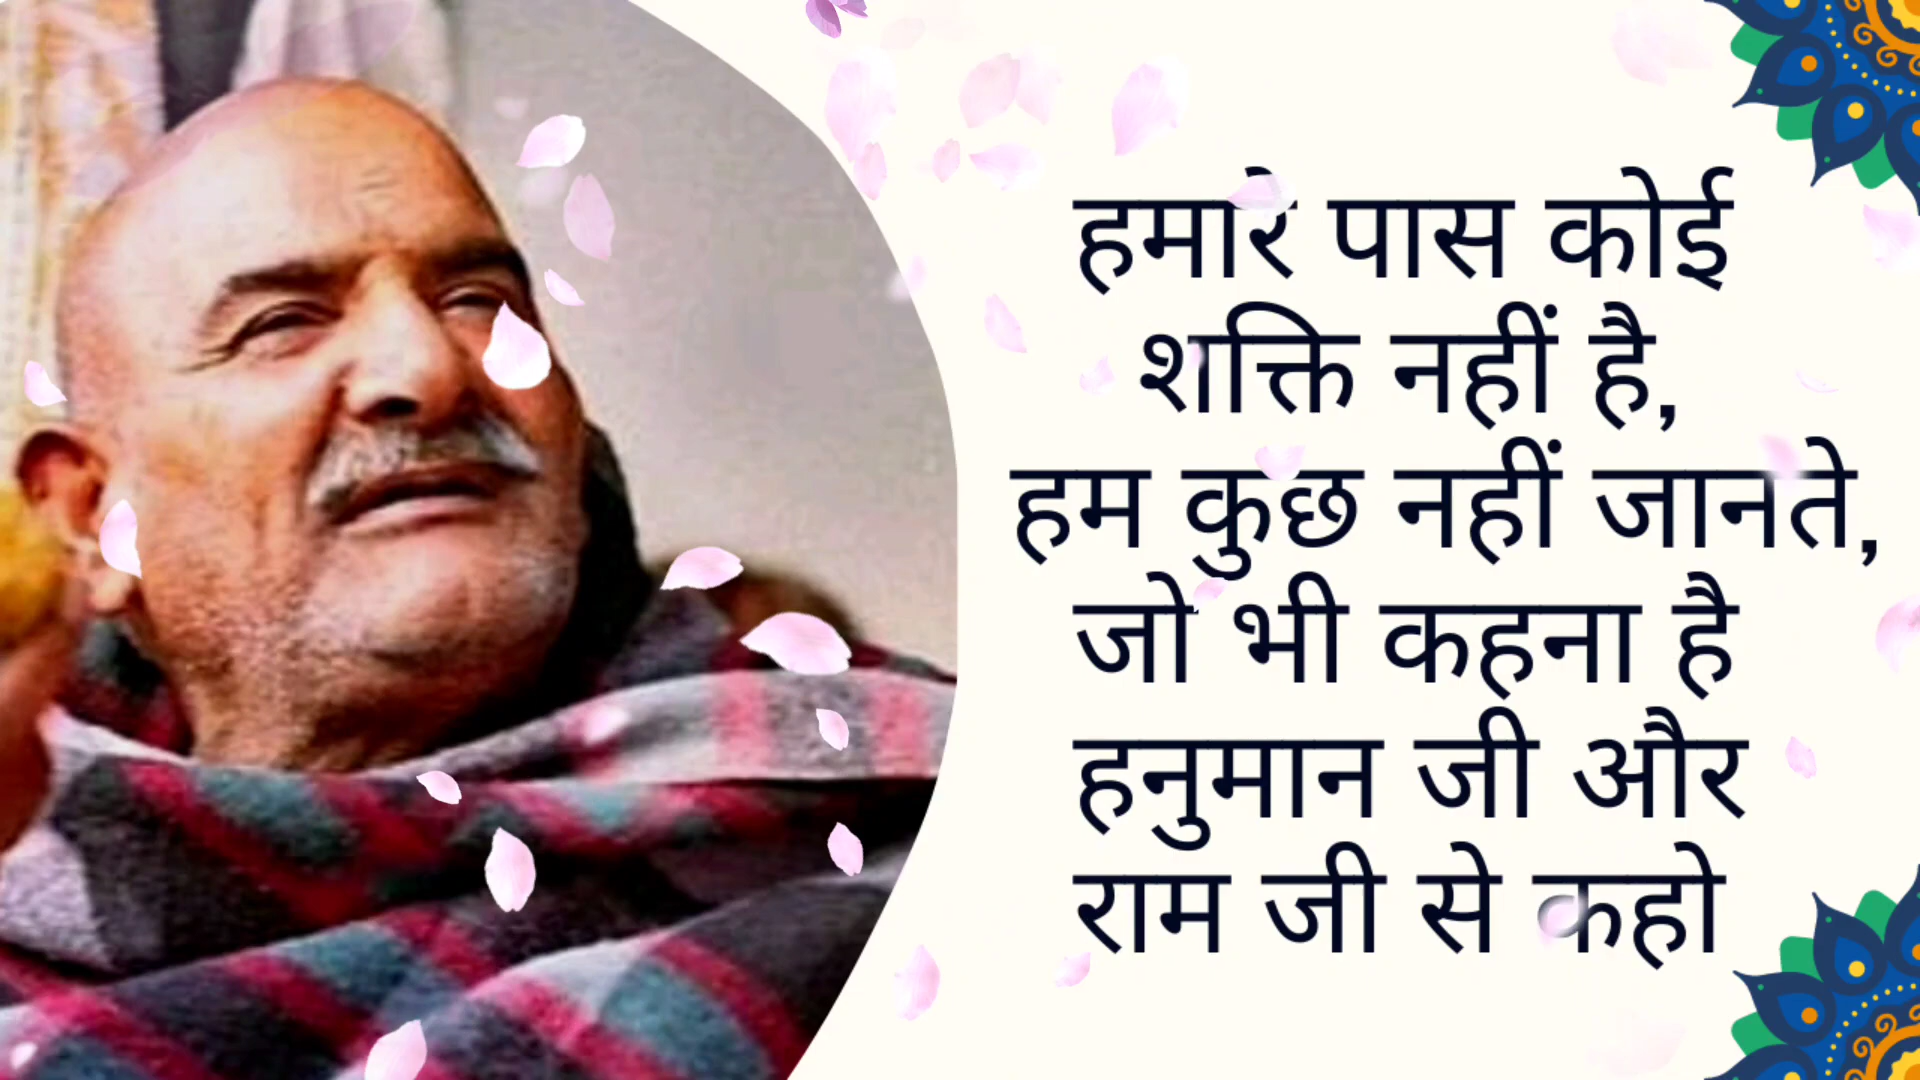 हमारे पास कोई
शक्ति नहीं है,
हम कुछ नहीं जानते,
जो भी कहना है
हनुमान जी और
राम जी से कहो